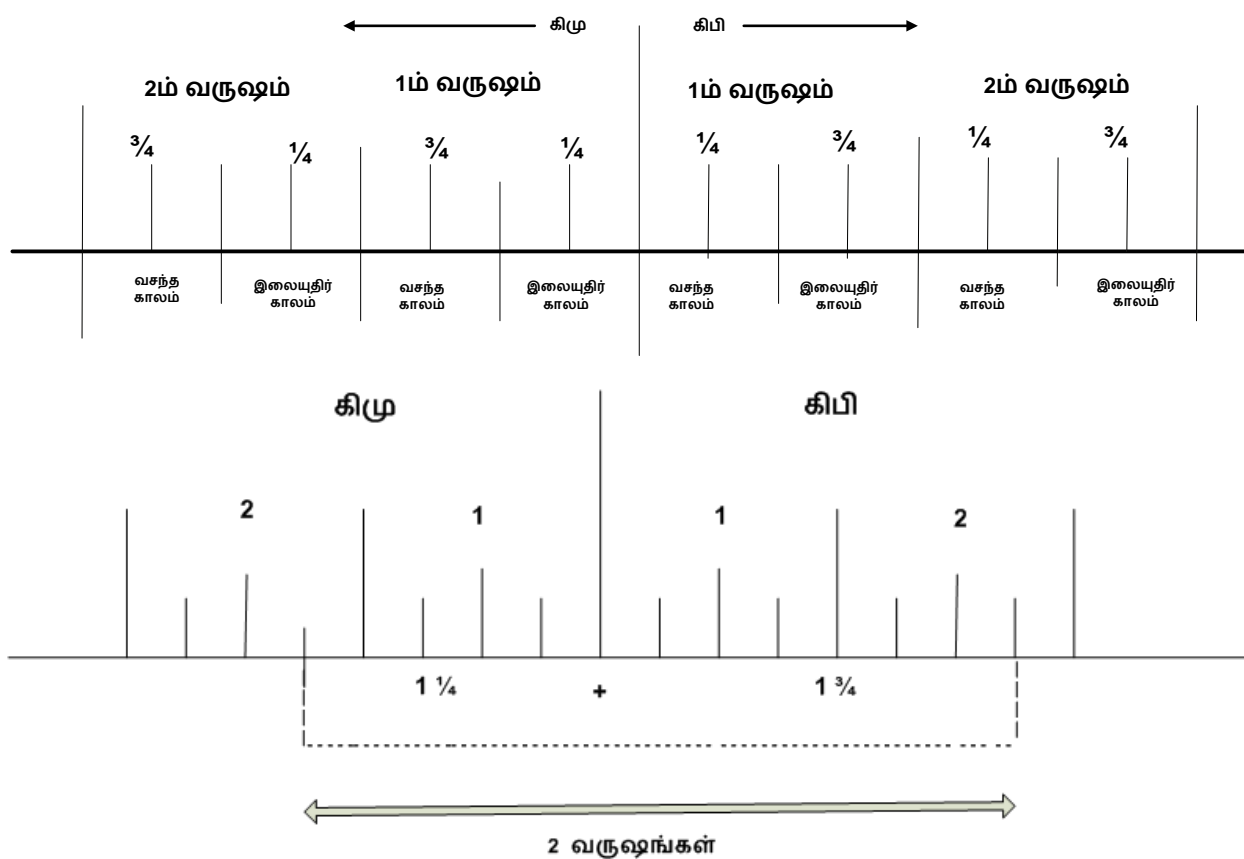 கிமு கிபி
2ம் வருஷம் 1ம் வருஷம் 1ம் வருஷம் 2ம் வருஷம்
¾ ¼ ¾ ¼ ¼ ¾ ¼ ¾
வசந்த இலையுதிர் வசந்த இலையுதிர் வசந்த இலையுதிர் வசந்த இலையுதிர்
காலம் காலம் காலம் காலம் காலம் காலம் காலம் காலம்
கிமு கிபி
2 1 1 2
1 ¼ + 1 ¾
2 வருஷங்கள்